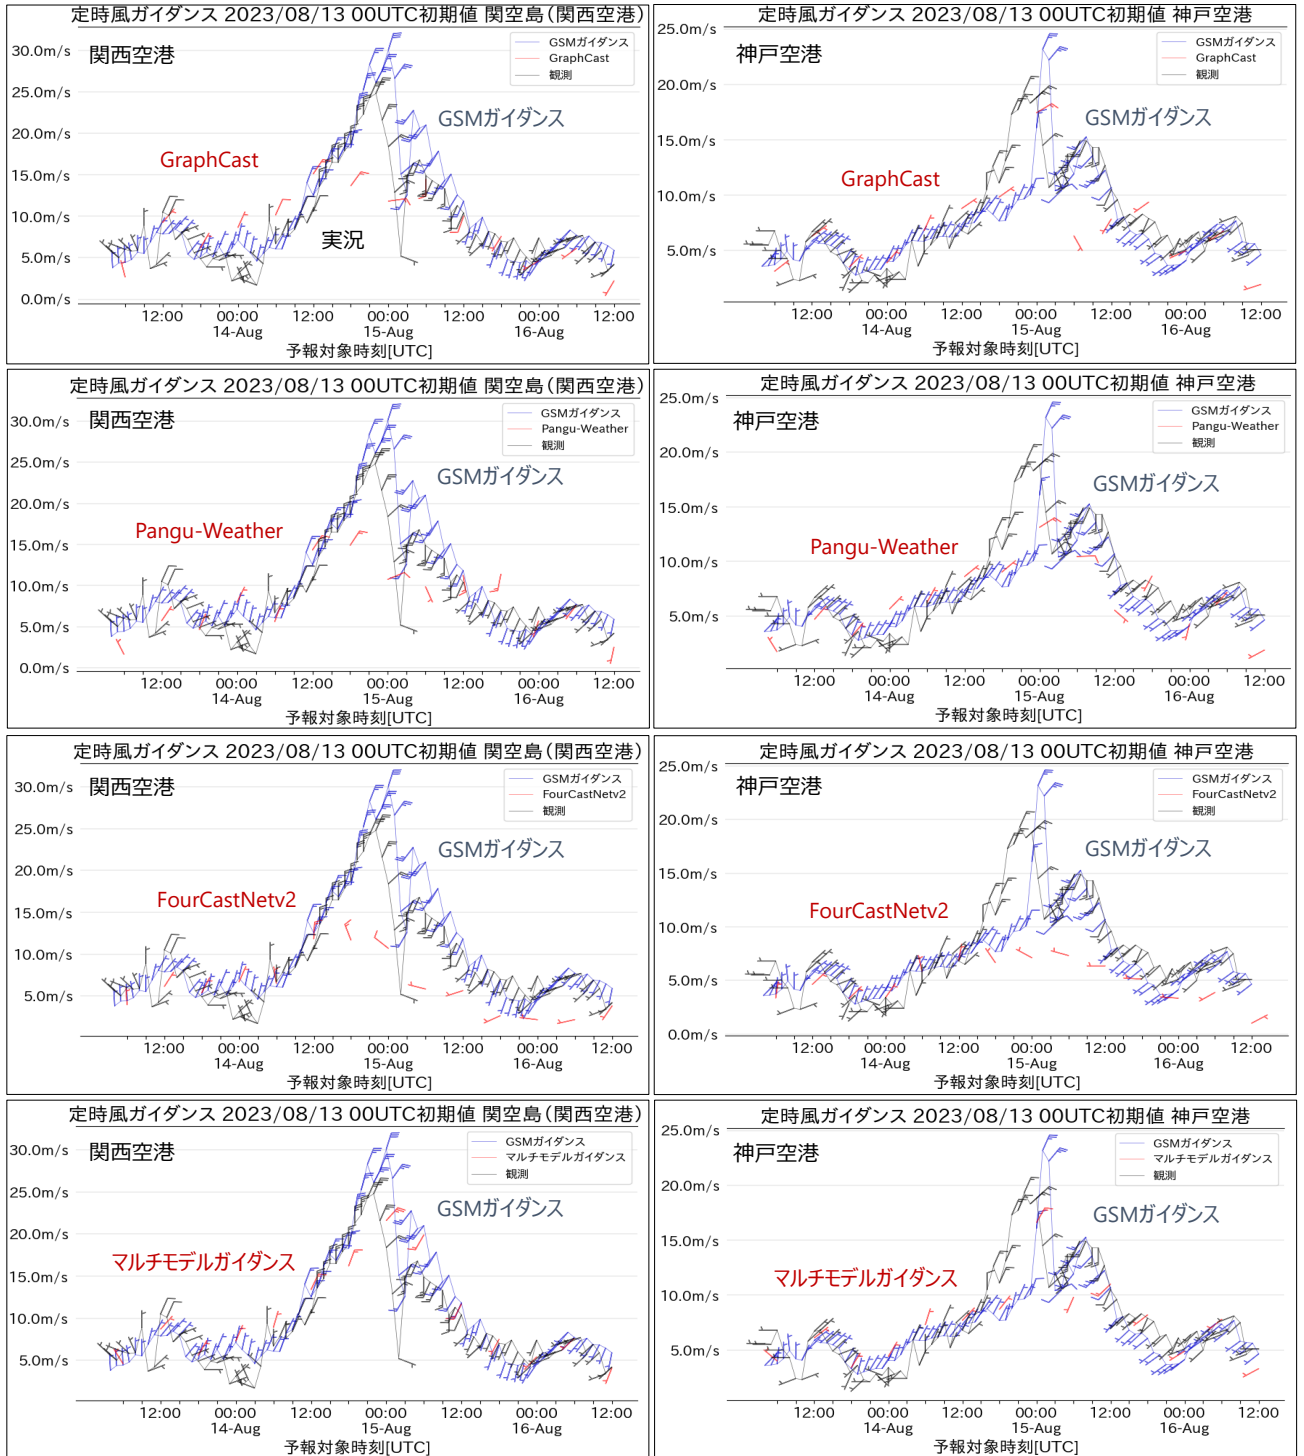 定時風ガイダンス 2023/08/13 00UTC初期値 関空島(関西空港)
関西空港
GSMガイダンス
GraphCast
観測
30.0m/s
25.0m/s
20.0m/s
15.0m/s
10.0m/s
5.0m/s
0.0m/s
GSMガイダンス
GraphCast
実況
12:00 00:00 12:00 00:00 12:00 00:00 12:00
14-Aug 15-Aug 16-Aug
予報対象時刻[UTC]
定時風ガイダンス 2023/08/13 00UTC初期値 神戸空港
神戸空港
GSMガイダンス
GraphCast
観測
25.0m/s
20.0m/s
15.0m/s
10.0m/s
5.0m/s
GSMガイダンス
GraphCast
12:00 00:00 12:00 00:00 12:00 00:00 12:00
14-Aug 15-Aug 16-Aug
予報対象時刻[UTC]
定時風ガイダンス 2023/08/13 00UTC初期値 関空島(関西空港)
関西空港
GSMガイダンス
Pangu-Weather
観測
30.0m/s
25.0m/s
20.0m/s
15.0m/s
10.0m/s
5.0m/s
0.0m/s
GSMガイダンス
Pangu-Weather
12:00 00:00 12:00 00:00 12:00 00:00 12:00
14-Aug 15-Aug 16-Aug
予報対象時刻[UTC]
定時風ガイダンス 2023/08/13 00UTC初期値 神戸空港
神戸空港
GSMガイダンス
Pangu-Weather
観測
25.0m/s
20.0m/s
15.0m/s
10.0m/s
5.0m/s
GSMガイダンス
Pangu-Weather
12:00 00:00 12:00 00:00 12:00 00:00 12:00
14-Aug 15-Aug 16-Aug
予報対象時刻[UTC]
定時風ガイダンス 2023/08/13 00UTC初期値 関空島(関西空港)
関西空港
GSMガイダンス
FourCastNetv2
観測
30.0m/s
25.0m/s
20.0m/s
15.0m/s
10.0m/s
5.0m/s
GSMガイダンス
FourCastNetv2
12:00 00:00 12:00 00:00 12:00 00:00 12:00
14-Aug 15-Aug 16-Aug
予報対象時刻[UTC]
定時風ガイダンス 2023/08/13 00UTC初期値 神戸空港
神戸空港
GSMガイダンス
FourCastNetv2
観測
25.0m/s
20.0m/s
15.0m/s
10.0m/s
5.0m/s
0.0m/s
GSMガイダンス
FourCastNetv2
12:00 00:00 12:00 00:00 12:00 00:00 12:00
14-Aug 15-Aug 16-Aug
予報対象時刻[UTC]
定時風ガイダンス 2023/08/13 00UTC初期値 関空島(関西空港)
関西空港
GSMガイダンス
マルチモデルガイダンス
観測
30.0m/s
25.0m/s
20.0m/s
15.0m/s
10.0m/s
5.0m/s
GSMガイダンス
マルチモデルガイダンス
12:00 00:00 12:00 00:00 12:00 00:00 12:00
14-Aug 15-Aug 16-Aug
予報対象時刻[UTC]
定時風ガイダンス 2023/08/13 00UTC初期値 神戸空港
神戸空港
GSMガイダンス
マルチモデルガイダンス
観測
25.0m/s
20.0m/s
15.0m/s
10.0m/s
5.0m/s
GSMガイダンス
マルチモデルガイダンス
12:00 00:00 12:00 00:00 12:00 00:00 12:00
14-Aug 15-Aug 16-Aug
予報対象時刻[UTC]